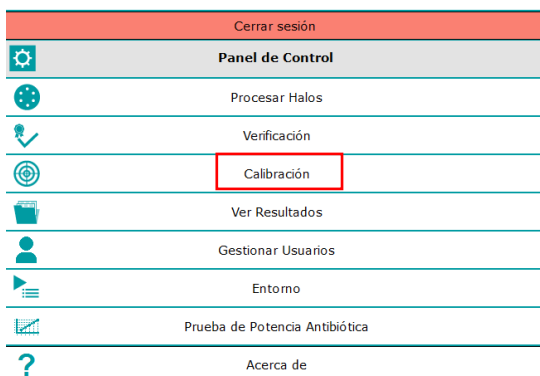 Cerrar sesión
Panel de Control
Procesar Halos
Verificación
Calibración
Ver Resultados
Gestionar Usuarios
Entorno
Prueba de Potencia Antibiótica
Acerca de